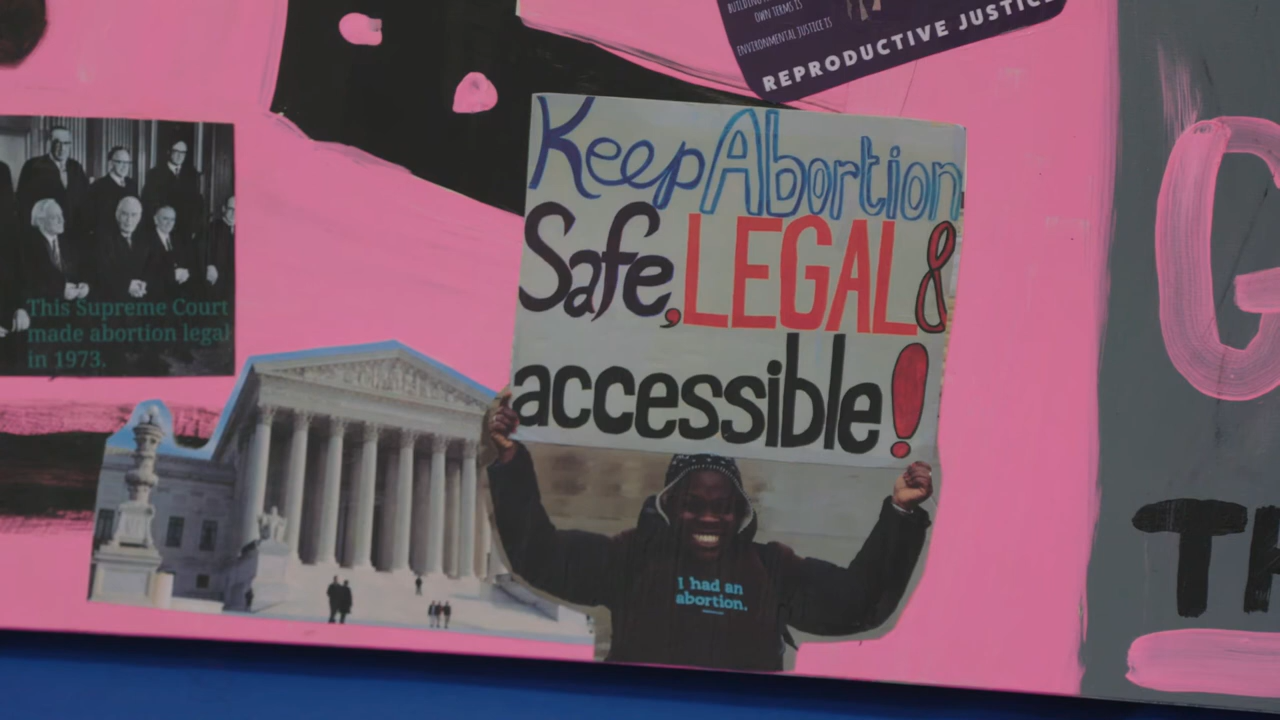 OWN TERMS IS
ENVIRONMENTAL JUSTICE IS
REPRODUCTIVE JUSTICE
Keep Abortion
Safe, LEGAL &
accessible!
This Supreme Court
made abortion legal
in 1973.
I had an
abortion.
G